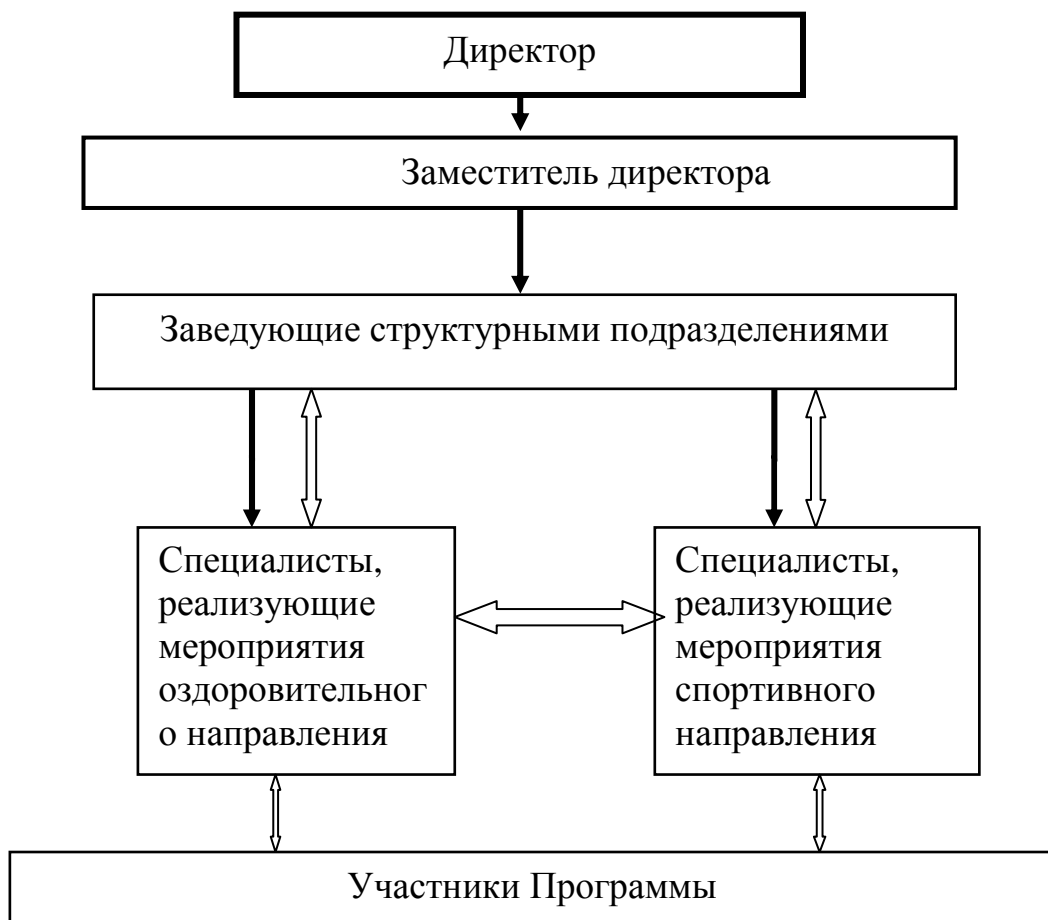 Директор
Заместитель директора
Заведующие структурными подразделениями
Специалисты,
реализующие
мероприятия
оздоровительног
о направления
Специалисты,
реализующие
мероприятия
спортивного
направления
Участники Программы